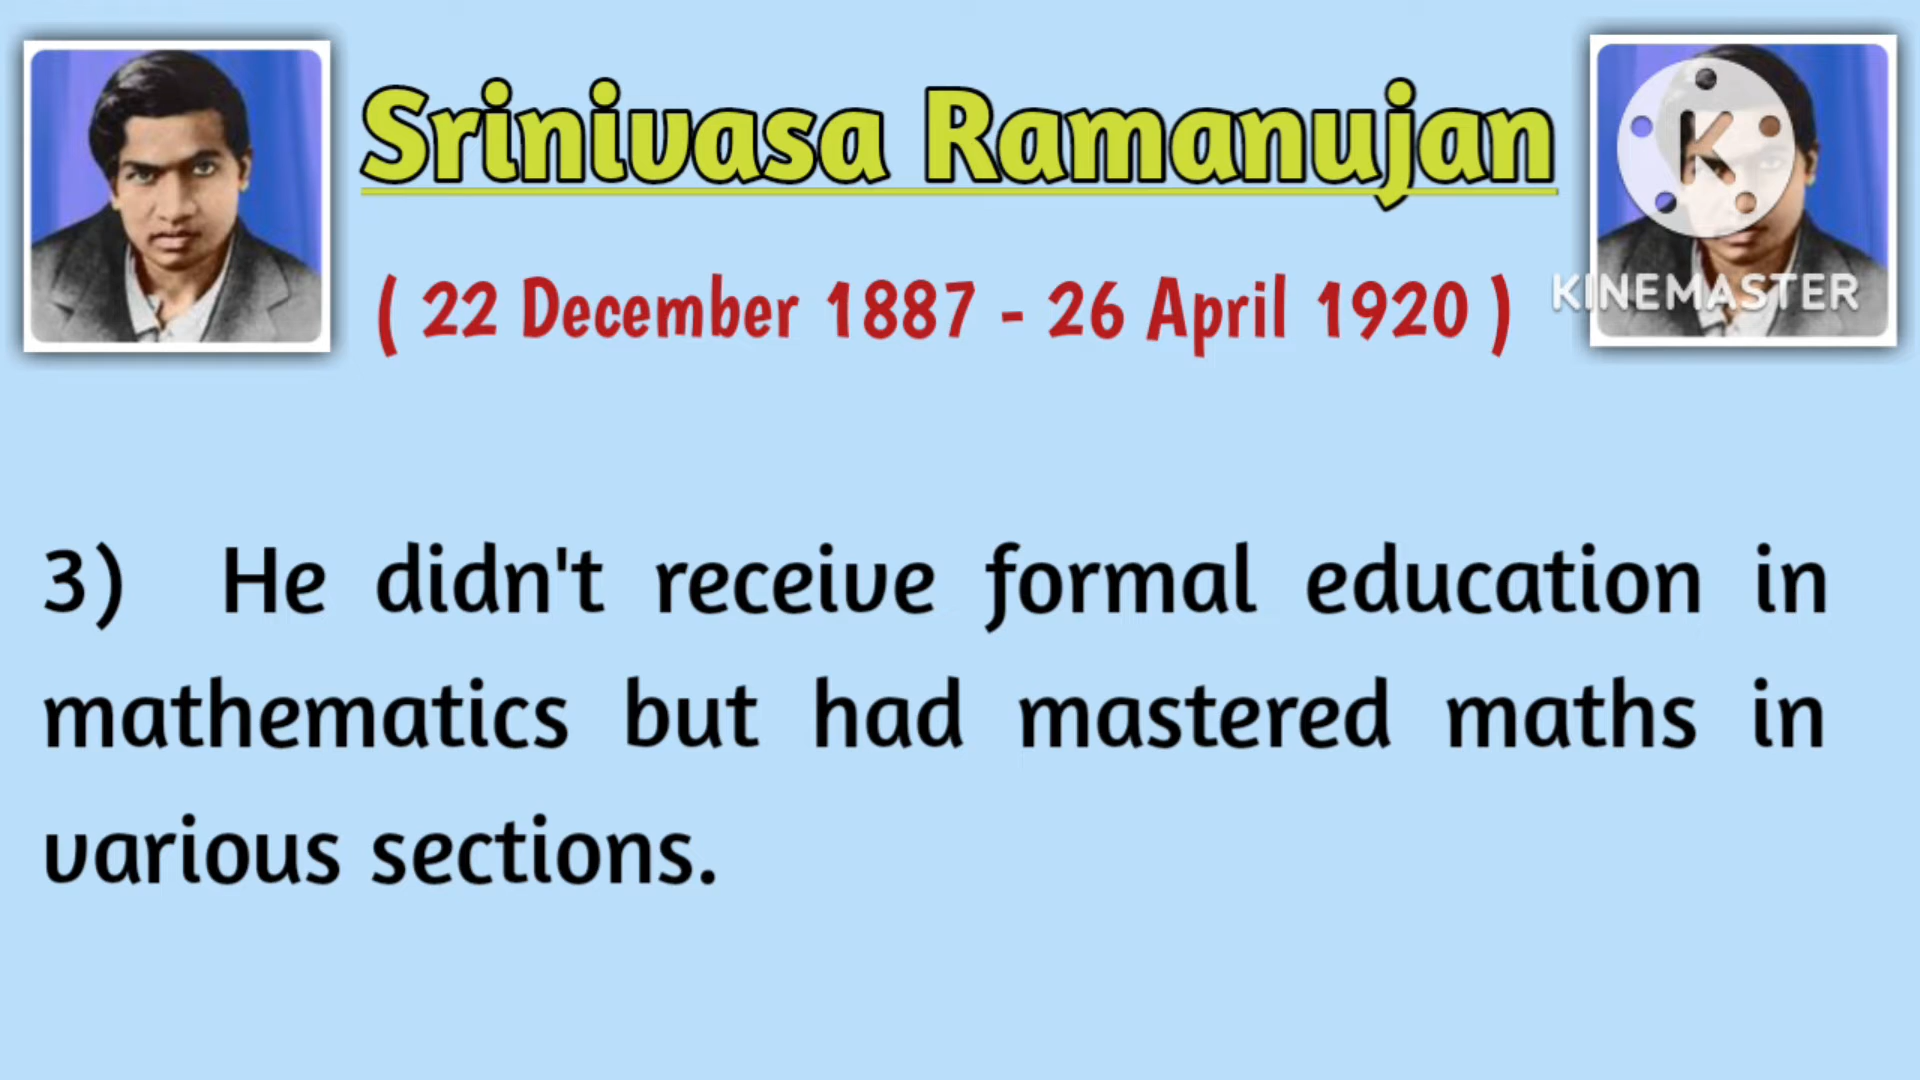 Srinivasa Ramanujan
( 22 December 1887 - 26 April 1920 )
K
KINEMASTER
3) He didn't receive formal education in
mathematics but had mastered maths in
various sections.